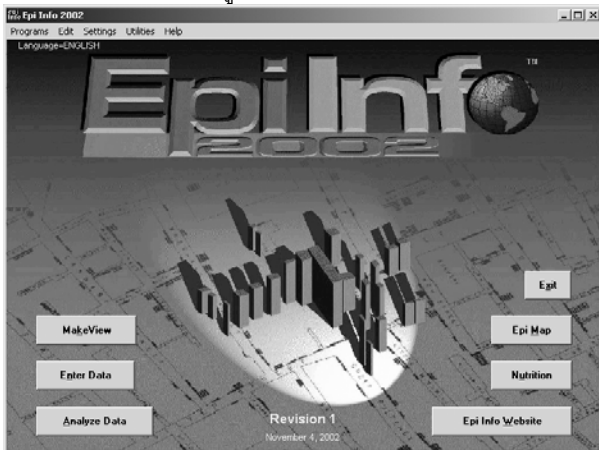 Epi Info 2002
Programs Edit Settings Utilities Help
Language=ENGLISH
EpiInfo TM
2002
Exit
MakeView
Epi Map
Enter Data
Nutrition
Analyze Data
Revision 1
Epi Info Website
November 4, 2002